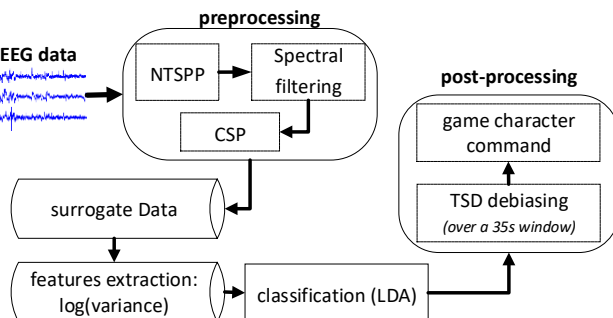 preprocessing
EEG data
NTSPP
Spectral
filtering
CSP
surrogate Data
features extraction:
log(variance)
classification (LDA)
post-processing
game character
command
TSD debiasing
(over a 35s window)